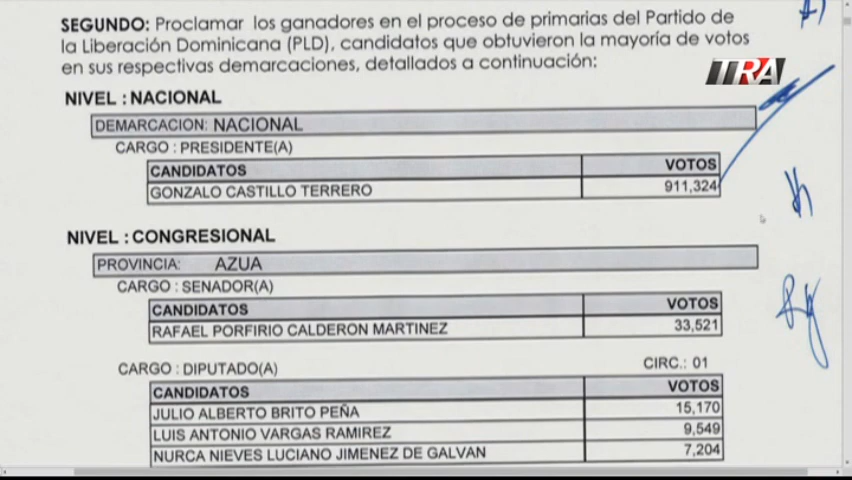 SEGUNDO: Proclamar los ganadores en el proceso de primarias del Partido de
la Liberación Dominicana (PLD), candidatos que obtuvieron la mayoría de votos
en sus respectivas demarcaciones, detallados a continuación:
TRA
NIVEL : NACIONAL
DEMARCACION: NACIONAL
CARGO : PRESIDENTE(A)
CANDIDATOS VOTOS
GONZALO CASTILLO TERRERO 911,324
NIVEL : CONGRESIONAL
PROVINCIA: AZUA
CARGO : SENADOR(A)
CANDIDATOS VOTOS
RAFAEL PORFIRIO CALDERON MARTINEZ 33,521
CARGO : DIPUTADO(A) CIRC.: 01
CANDIDATOS VOTOS
JULIO ALBERTO BRITO PEÑA 15,170
LUIS ANTONIO VARGAS RAMIREZ 9,549
NURCA NIEVES LUCIANO JIMENEZ DE GALVAN 7,204